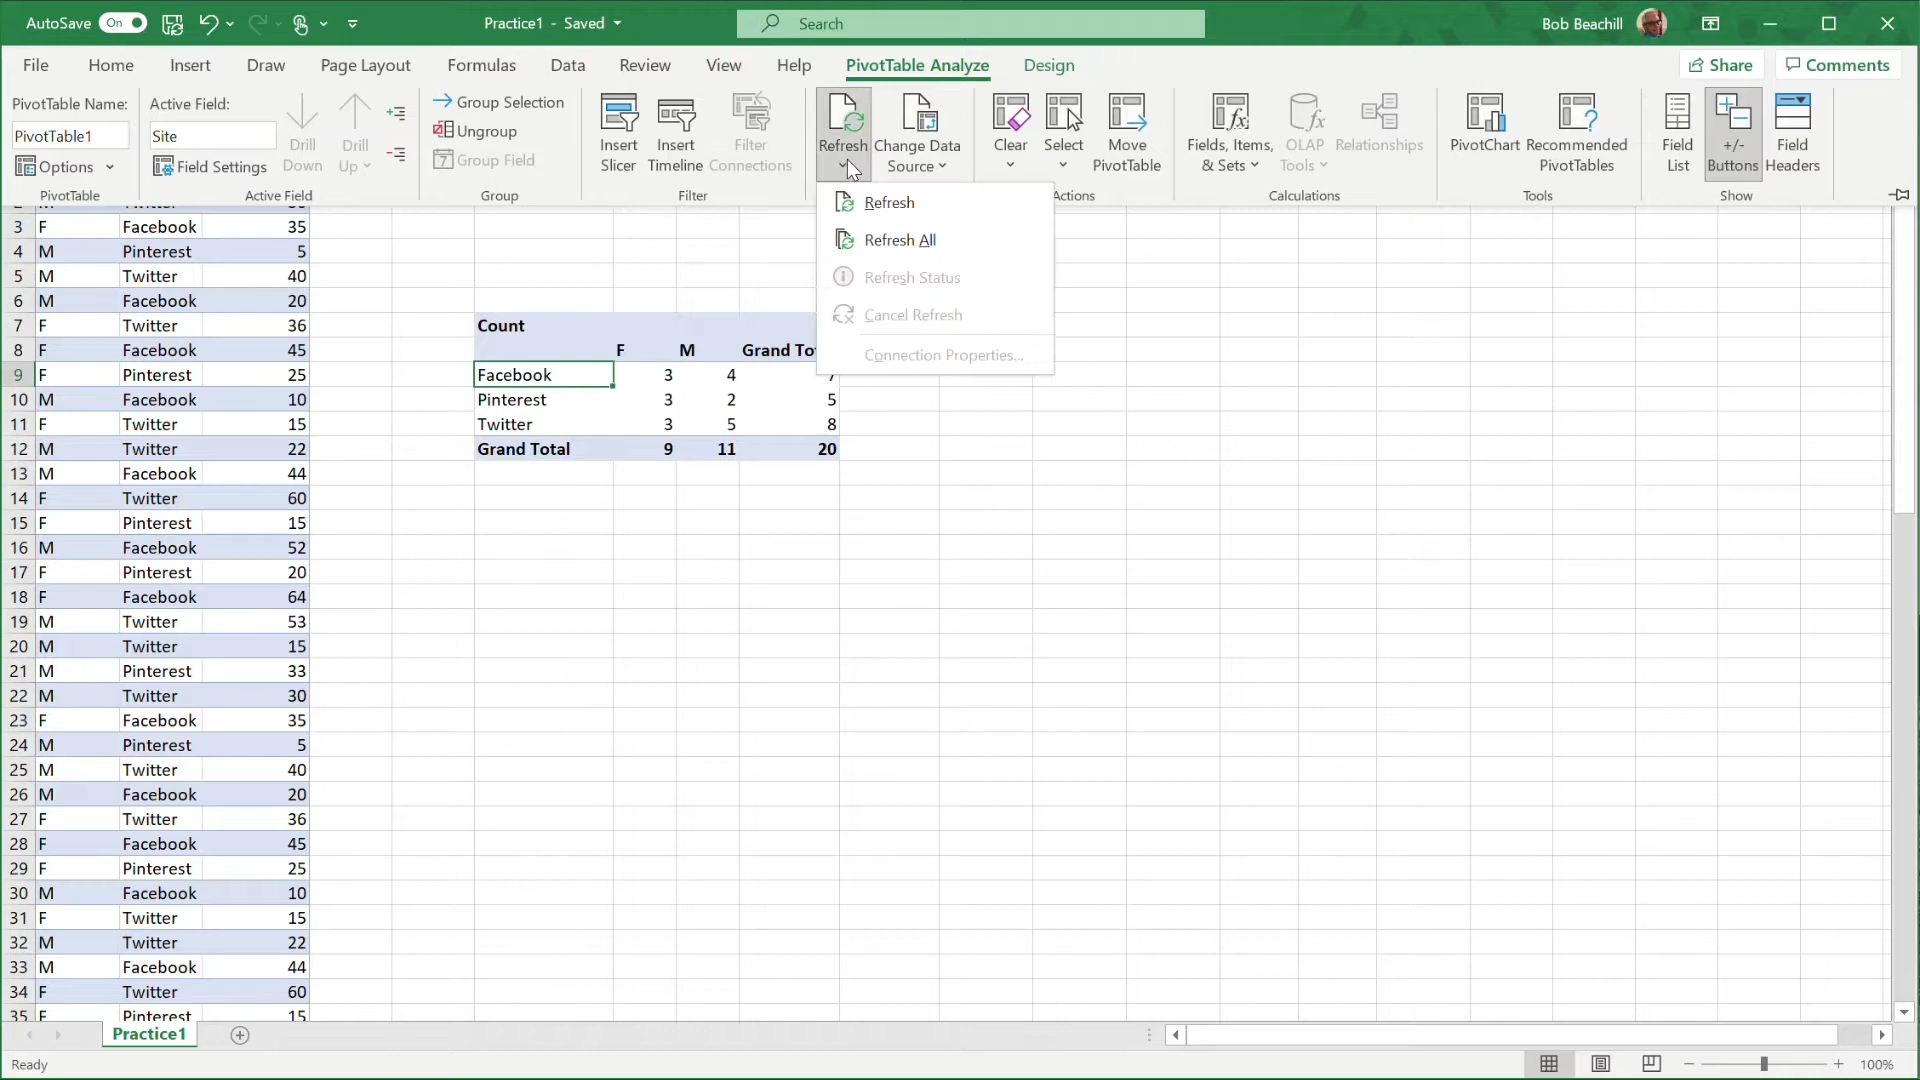 AutoSave On Practice1 - Saved Search Bob Beachill
File Home Insert Draw Page Layout Formulas Data Review View Help PivotTable Analyze Design Share Comments
PivotTable Name:
PivotTable1
Options
PivotTable
Active Field:
Site
Field Settings
Drill Down
Drill Up
Active Field
Group Selection
Ungroup
7 Group Field
Group
Insert Slicer
Insert Timeline
Filter Connections
Filter
Refresh
Change Data Source
Clear
Select
Move PivotTable
Actions
Fields, Items, & Sets
OLAP Tools
Relationships
Calculations
PivotChart
Recommended PivotTables
Tools
Field List
+/- Buttons
Field Headers
Show
Refresh
Refresh All
Refresh Status
Cancel Refresh
Connection Properties...
3 F Facebook 35
4 M Pinterest 5
5 M Twitter 40
6 M Facebook 20
7 F Twitter 36
8 F Facebook 45
9 F Pinterest 25
10 M Facebook 10
11 F Twitter 15
12 M Twitter 22
13 M Facebook 44
14 F Twitter 60
15 F Pinterest 15
16 M Facebook 52
17 F Pinterest 20
18 F Facebook 64
19 M Twitter 53
20 M Twitter 15
21 M Pinterest 33
22 M Twitter 30
23 F Facebook 35
24 M Pinterest 5
25 M Twitter 40
26 M Facebook 20
27 F Twitter 36
28 F Facebook 45
29 F Pinterest 25
30 M Facebook 10
31 F Twitter 15
32 M Twitter 22
33 M Facebook 44
34 F Twitter 60
35 F Pinterest 15
Count
F M Grand
Facebook 3 4 7
Pinterest 3 2 5
Twitter 3 5 8
Grand Total 9 11 20
Practice1
Ready 100%